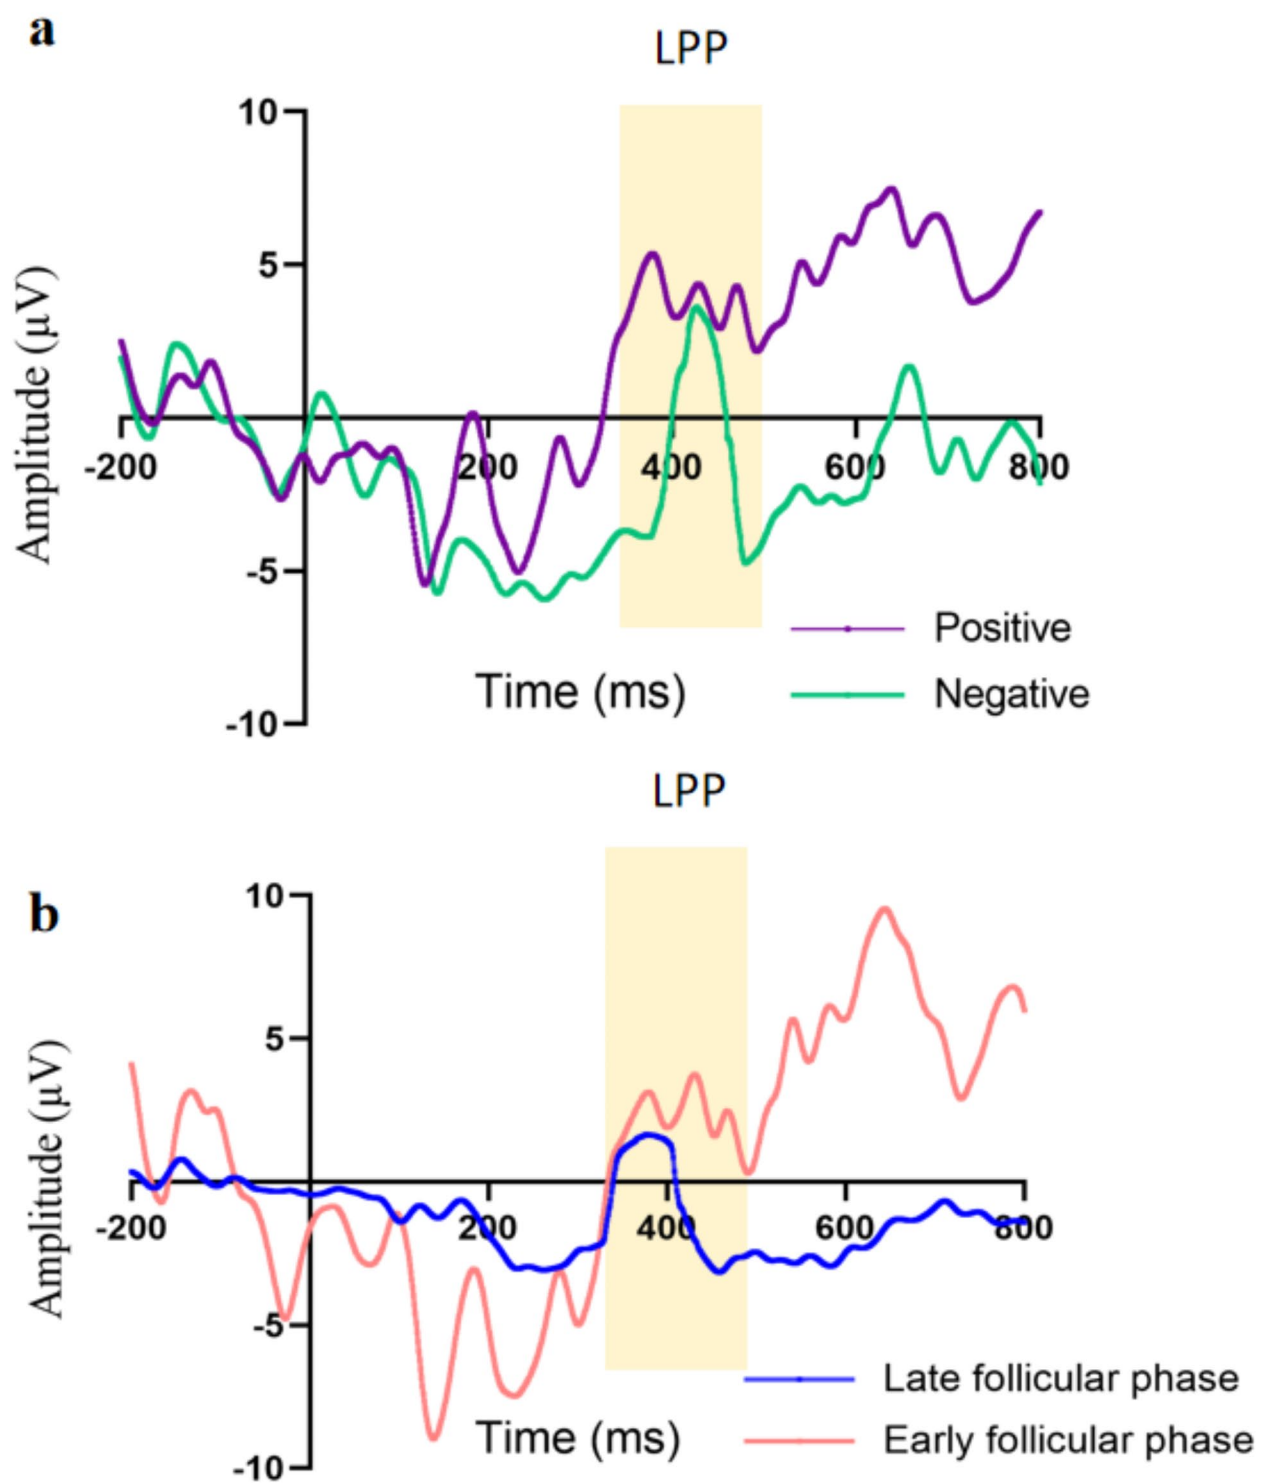 a
LPP
10
5
Amplitude (µV)
-200 200 400 600 800
-5
Positive
Time (ms)
Negative
-10
LPP
b
10
5
Amplitude (µV)
-200 200 400 600 800
-5
Late follicular phase
Time (ms)
Early follicular phase
-10